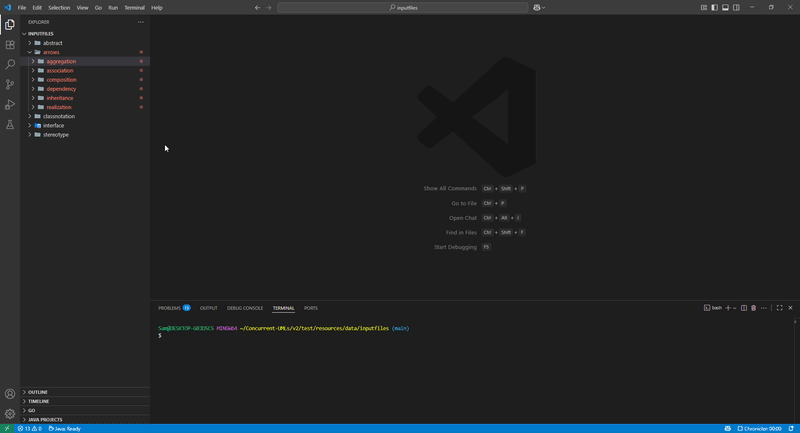 File Edit Selection View Go Run Terminal Help
inputfiles
EXPLORER
INPUTFILES
abstract
arrows
aggregation
association
composition
dependency
inheritance
realization
classnotation
interface
stereotype
Show All Commands Ctrl + Shift + P
Go to File Ctrl + P
Open Chat Ctrl + Alt + I
Find in Files Ctrl + Shift + F
Start Debugging F5
PROBLEMS 13 OUTPUT DEBUG CONSOLE TERMINAL PORTS
bash
MINGW64 ~/Concurrent-UMLs/v2/test/resources/data/inputfiles (main)
$
OUTLINE
TIMELINE
GO
JAVA PROJECTS
13 0 Java: Ready
Chronicler 00:00